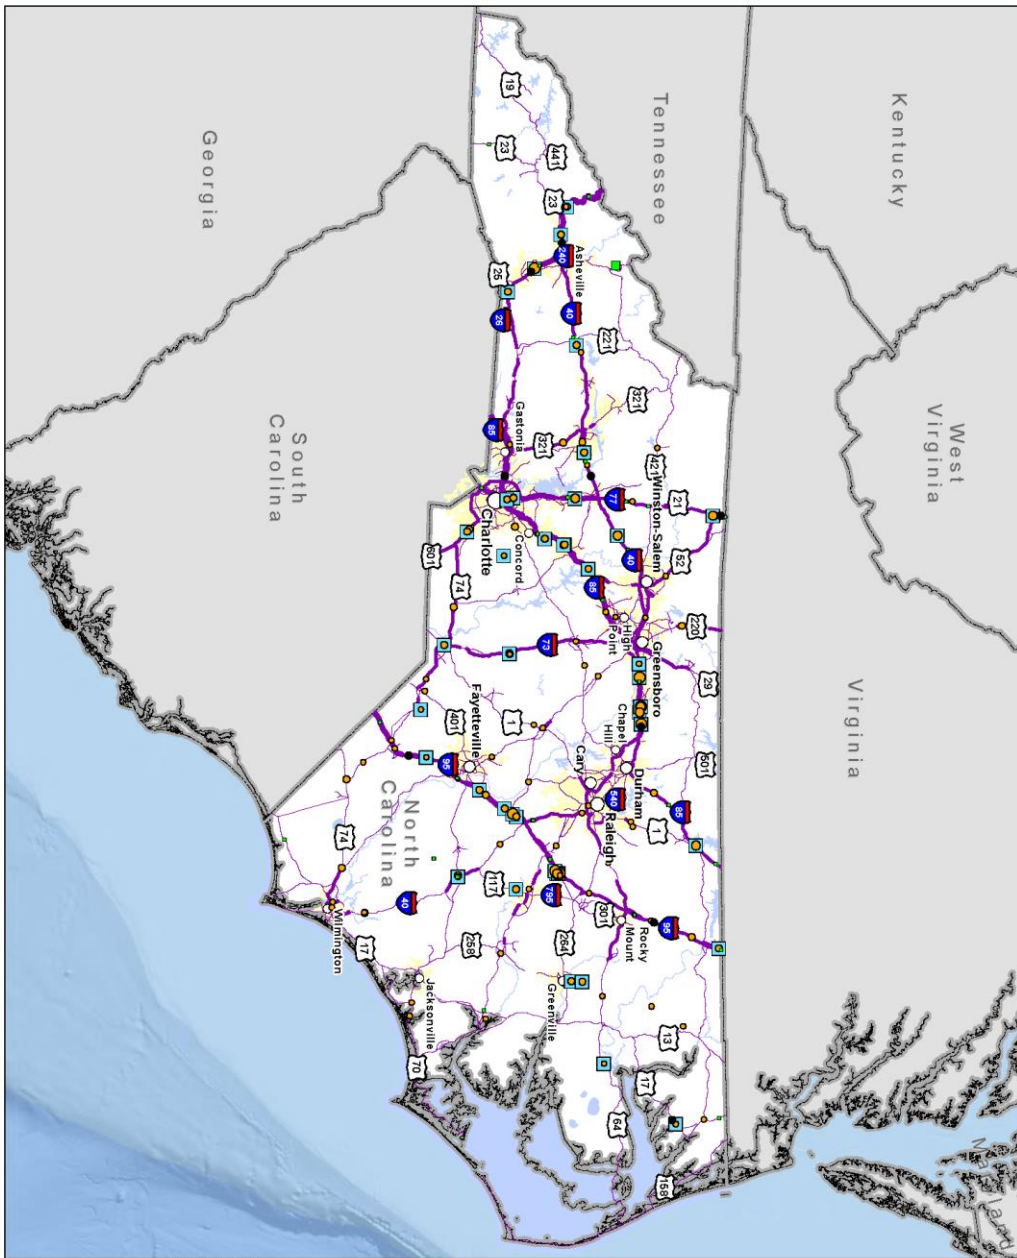 Kentucky
West
Virginia
Virginia
Maryland
Tennessee
Georgia
South
Carolina
North
Carolina
19
23
441
23
240
Asheville
25
26
40
221
321
85
Gastonia
321
421
Winston-Salem
21
77
52
40
Charlotte
Concord
601
74
85
High
Point
220
Greensboro
29
73
Chapel
Hill
Fayetteville
401
1
Cary
Durham
501
95
540
Raleigh
1
85
74
117
40
795
301
Rocky
Mount
95
Wilmington
17
258
264
Jacksonville
Greenville
13
70
17
64
158